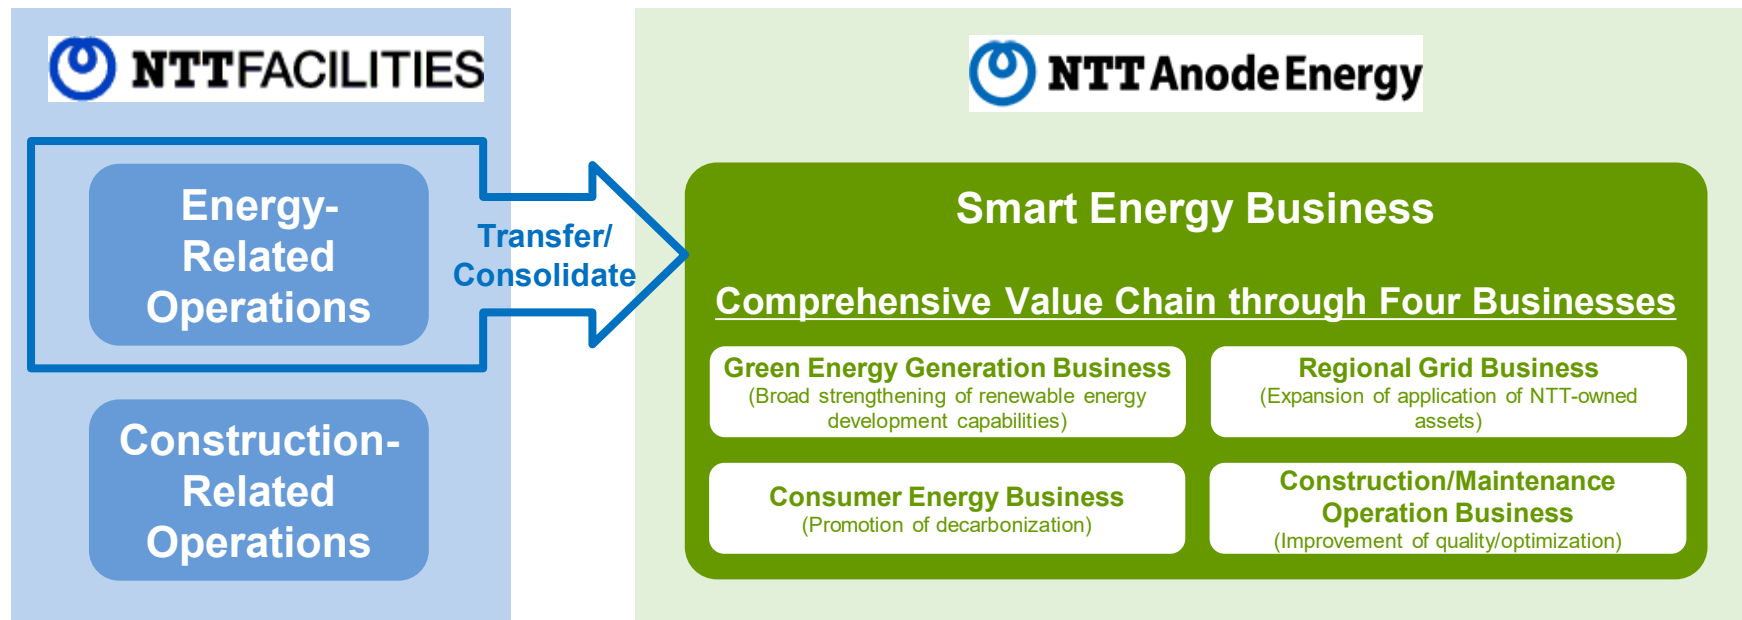 NTT FACILITIES
Energy-
Related
Operations
Construction-
Related
Operations
Transfer/
Consolidate
NTT Anode Energy
Smart Energy Business
Comprehensive Value Chain through Four Businesses
Green Energy Generation Business
(Broad strengthening of renewable energy
development capabilities)
Regional Grid Business
(Expansion of application of NTT-owned
assets)
Consumer Energy Business
(Promotion of decarbonization)
Construction/Maintenance
Operation Business
(Improvement of quality/optimization)